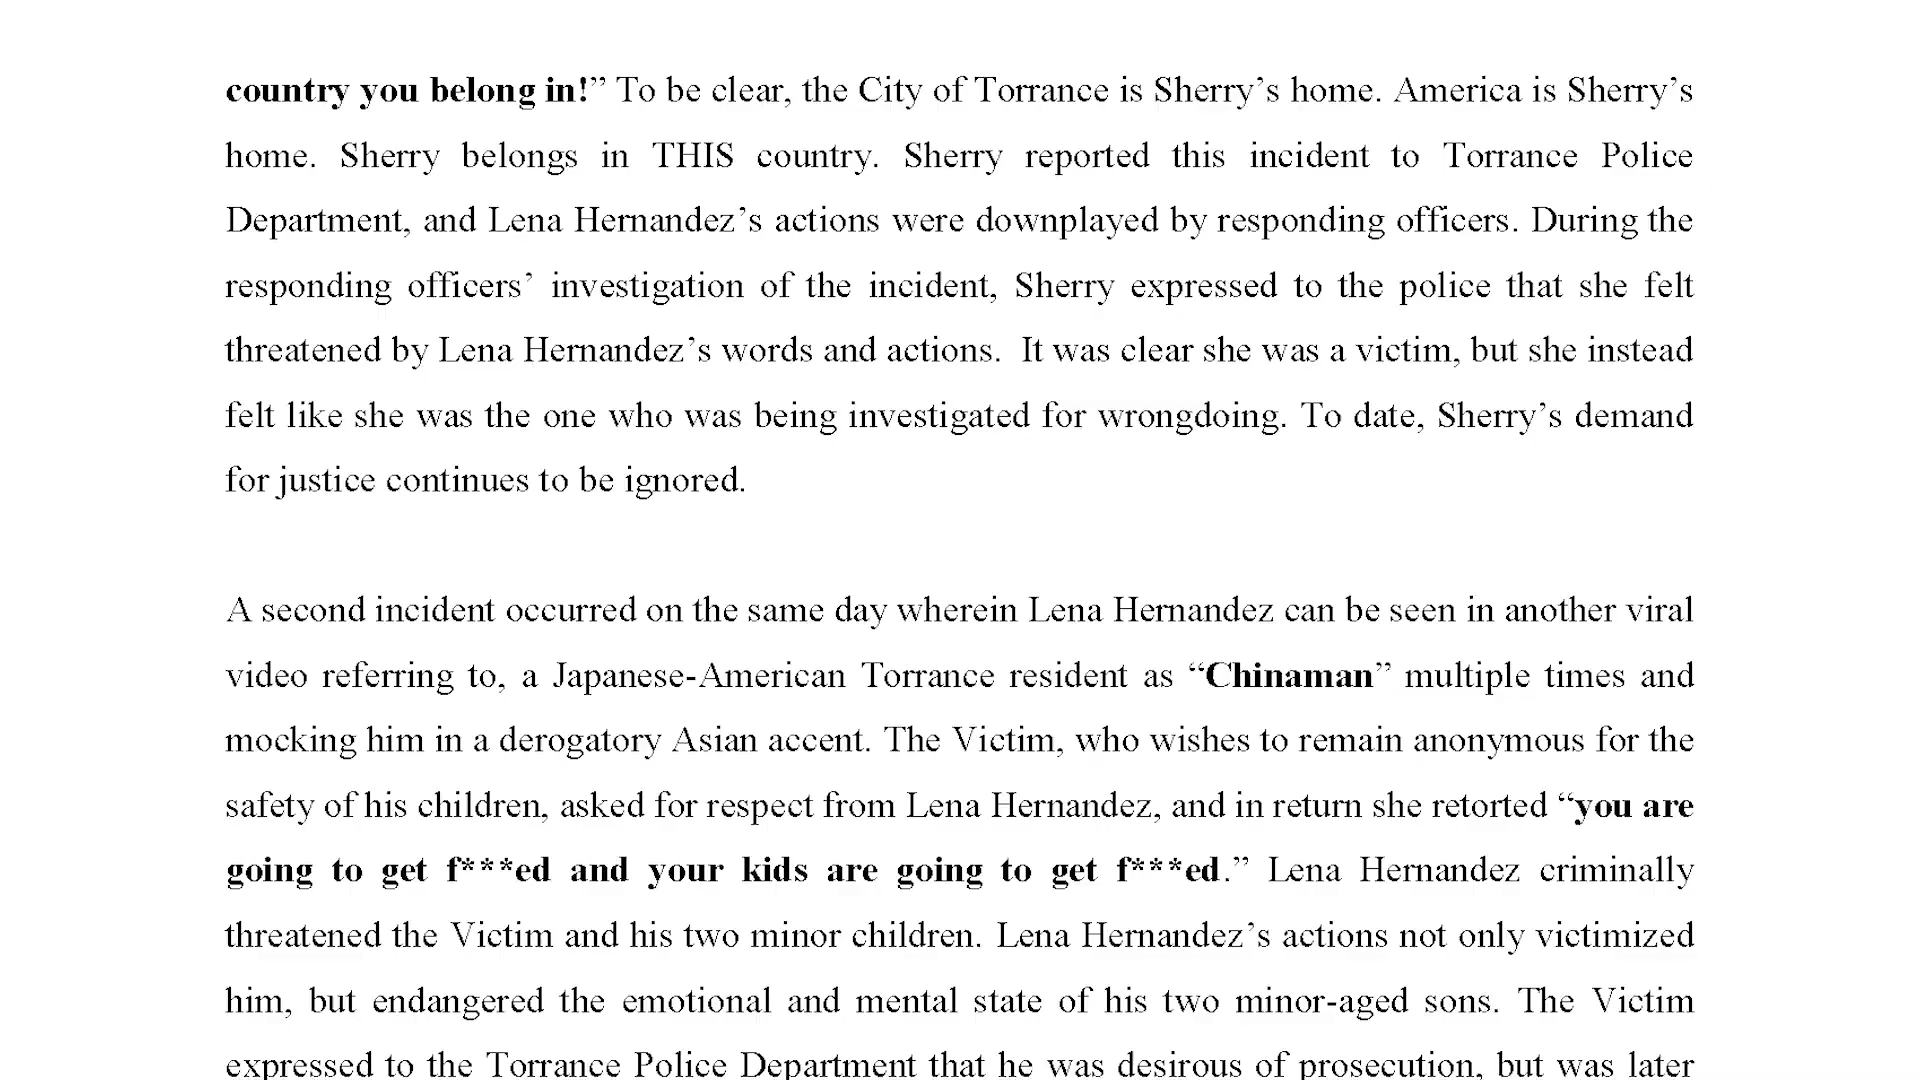 country you belong in!” To be clear, the City of Torrance is Sherry’s home. America is Sherry’s
home. Sherry belongs in THIS country. Sherry reported this incident to Torrance Police
Department, and Lena Hernandez’s actions were downplayed by responding officers. During the
responding officers’ investigation of the incident, Sherry expressed to the police that she felt
threatened by Lena Hernandez’s words and actions.  It was clear she was a victim, but she instead
felt like she was the one who was being investigated for wrongdoing. To date, Sherry’s demand
for justice continues to be ignored.
A second incident occurred on the same day wherein Lena Hernandez can be seen in another viral
video referring to, a Japanese-American Torrance resident as “Chinaman” multiple times and
mocking him in a derogatory Asian accent. The Victim, who wishes to remain anonymous for the
safety of his children, asked for respect from Lena Hernandez, and in return she retorted “you are
going to get f***ed and your kids are going to get f***ed.” Lena Hernandez criminally
threatened the Victim and his two minor children. Lena Hernandez’s actions not only victimized
him, but endangered the emotional and mental state of his two minor-aged sons. The Victim
expressed to the Torrance Police Department that he was desirous of prosecution, but was later